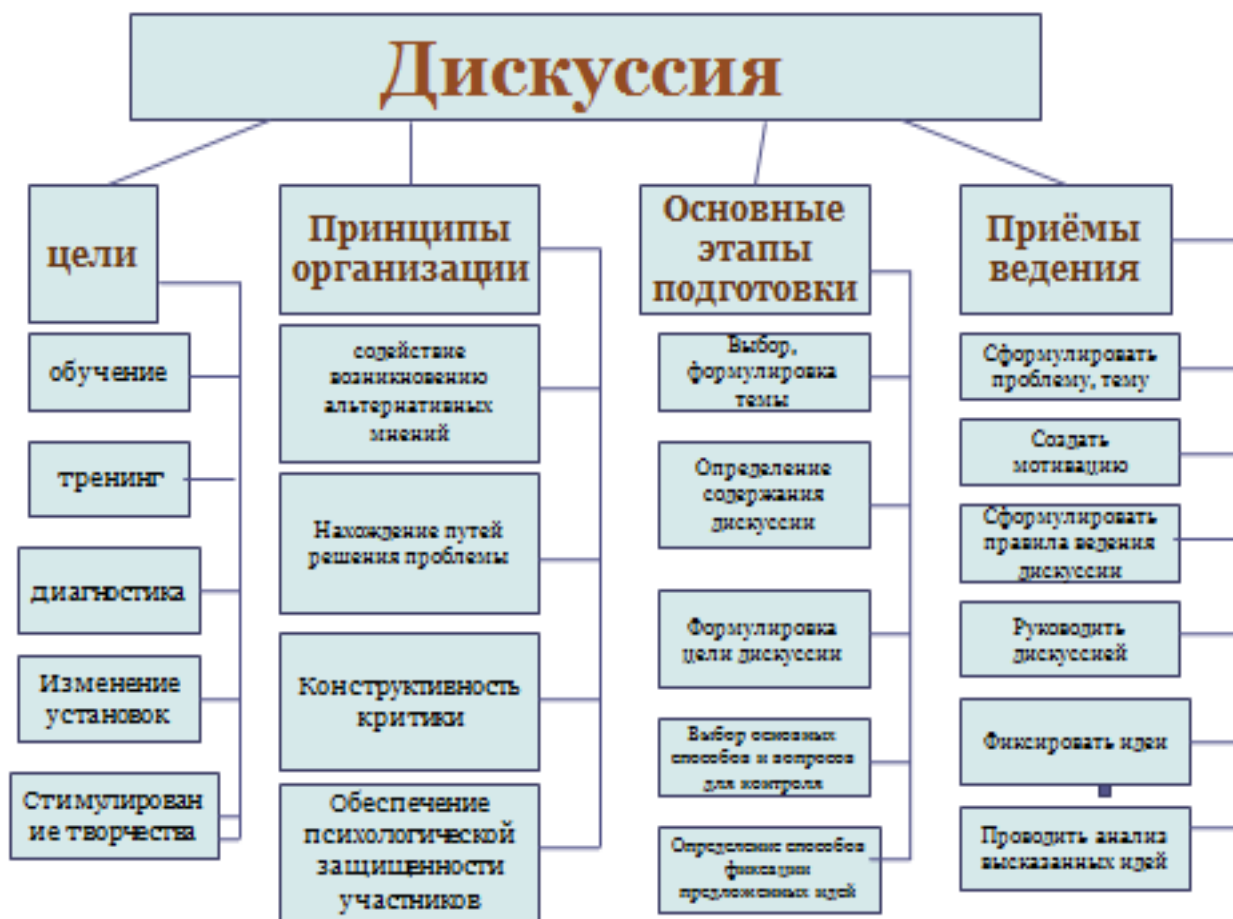 Дискуссия
цели
обучение
тренинг
диагностика
Изменение
установок
Стимулирован
ие творчества
Принципы
организации
содействие
возникновению
альтернативных
мнений
Нахождение путей
решения проблемы
Конструктивность
критики
Обеспечение
психологической
защищенности
участников
Основные
этапы
подготовки
Выбор,
формулировка
темы
Определение
содержания
дискуссии
Формулировка
цели дискуссии
Выбор основных
способов и вопросов
для контроля
Определение способов
фиксации
предложенных идей
Приёмы
ведения
Сформулировать
проблему, тему
Создать
мотивацию
Сформулировать
правила ведения
дискуссии
Руководить
дискуссией
Фиксировать идеи
Проводить анализ
высказанных идей